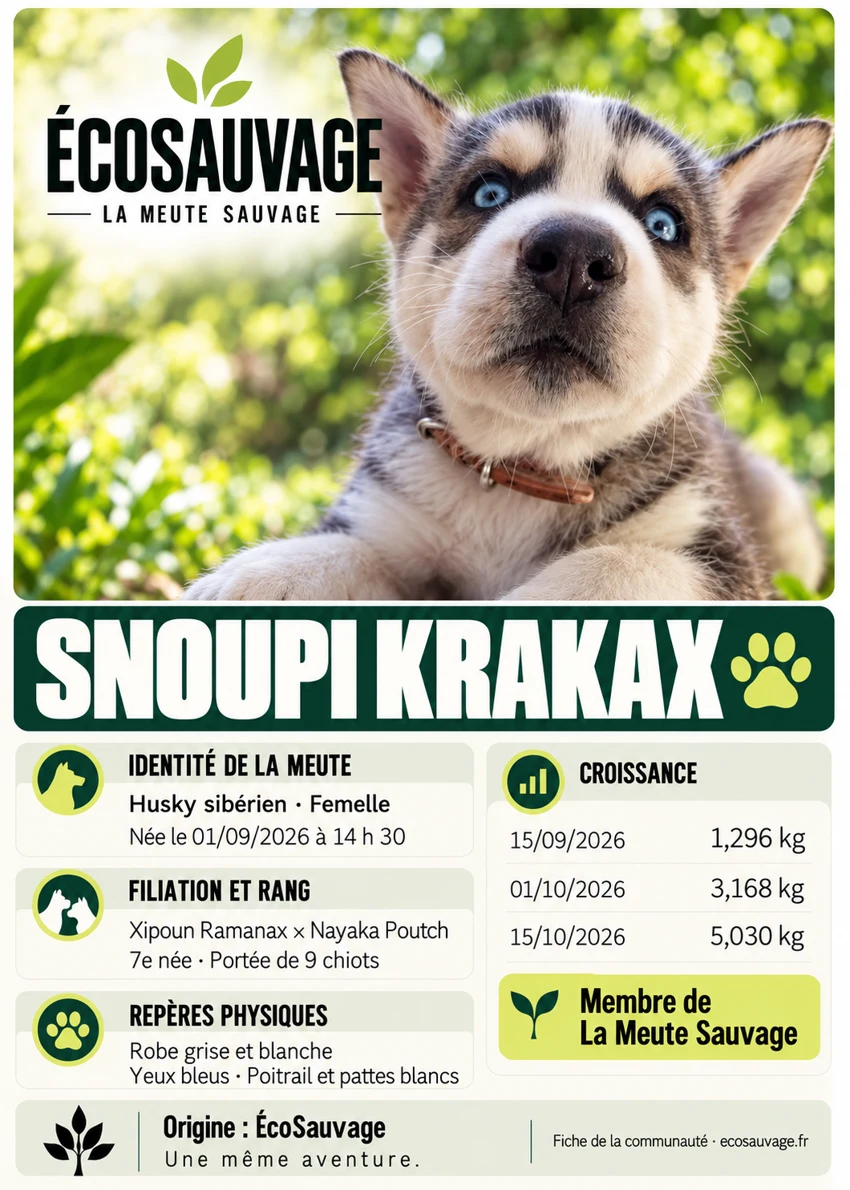 ÉCOSAUVAGE
LA MEUTE SAUVAGE
SNOUPI KRAKAX
IDENTITÉ DE LA MEUTE
Husky sibérien · Femelle
Née le 01/09/2026 à 14 h 30
FILIATION ET RANG
Xipoun Ramanax × Nayaka Poutch
7e née · Portée de 9 chiots
REPÈRES PHYSIQUES
Robe grise et blanche
Yeux bleus · Poitrail et pattes blancs
CROISSANCE
15/09/2026 1,296 kg
01/10/2026 3,168 kg
15/10/2026 5,030 kg
Membre de
La Meute Sauvage
Origine : ÉcoSauvage
Une même aventure.
Fiche de la communauté · ecosauvage.fr